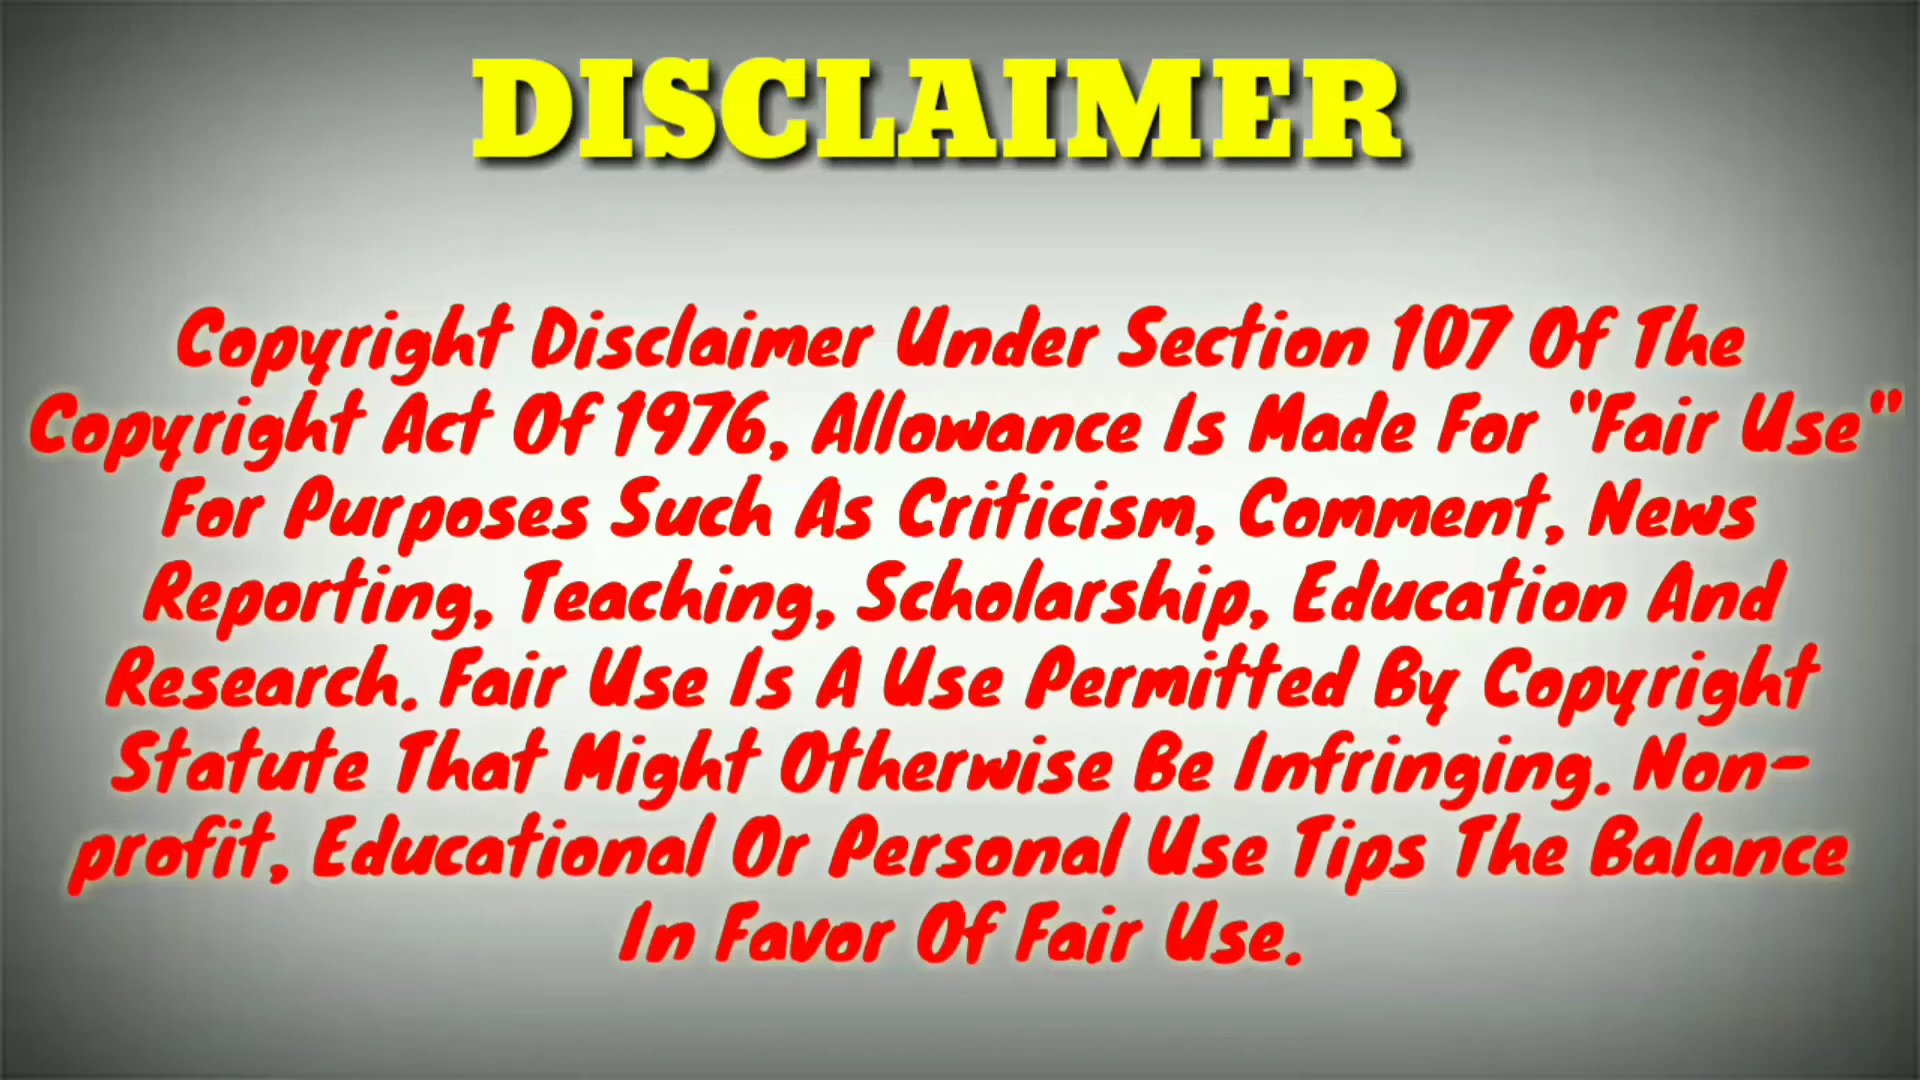 DISCLAIMER
Copyright Disclaimer Under Section 107 Of The
Copyright Act Of 1976, Allowance Is Made For "Fair Use"
For Purposes Such As Criticism, Comment, News
Reporting, Teaching, Scholarship, Education And
Research. Fair Use Is A Use Permitted By Copyright
Statute That Might Otherwise Be Infringing. Non-
profit, Educational Or Personal Use Tips The Balance
In Favor Of Fair Use.